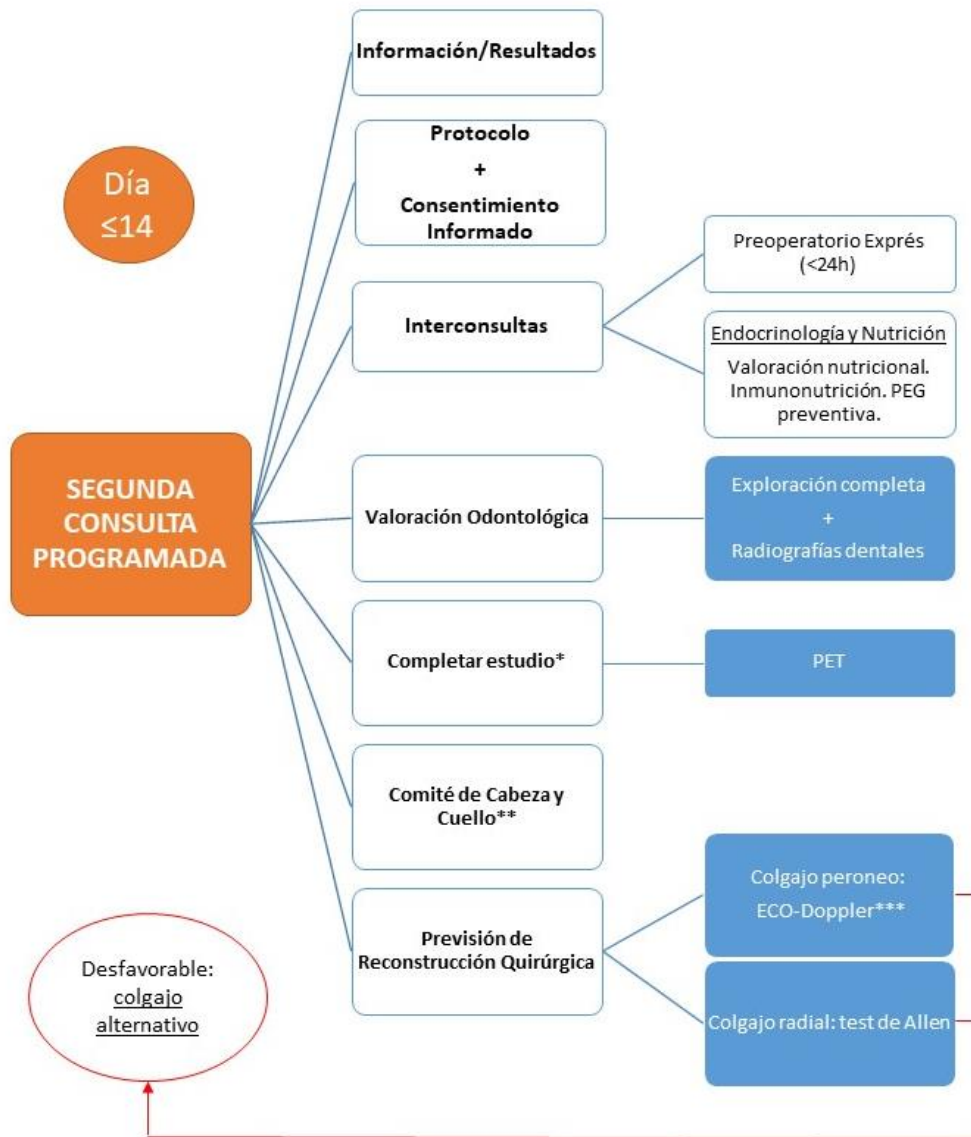 Información/Resultados
Protocolo
+
Consentimiento
Informado
Día
≤14
Preoperatorio Exprés
(<24h)
Interconsultas
Endocrinología y Nutrición
Valoración nutricional.
Inmunonutrición. PEG
preventiva.
SEGUNDA
CONSULTA
PROGRAMADA
Valoración Odontológica
Exploración completa
+
Radiografías dentales
Completar estudio*
PET
Comité de Cabeza y
Cuello**
Previsión de
Reconstrucción Quirúrgica
Colgajo peroneo:
ECO-Doppler***
Colgajo radial: test de Allen
Desfavorable:
colgajo
alternativo